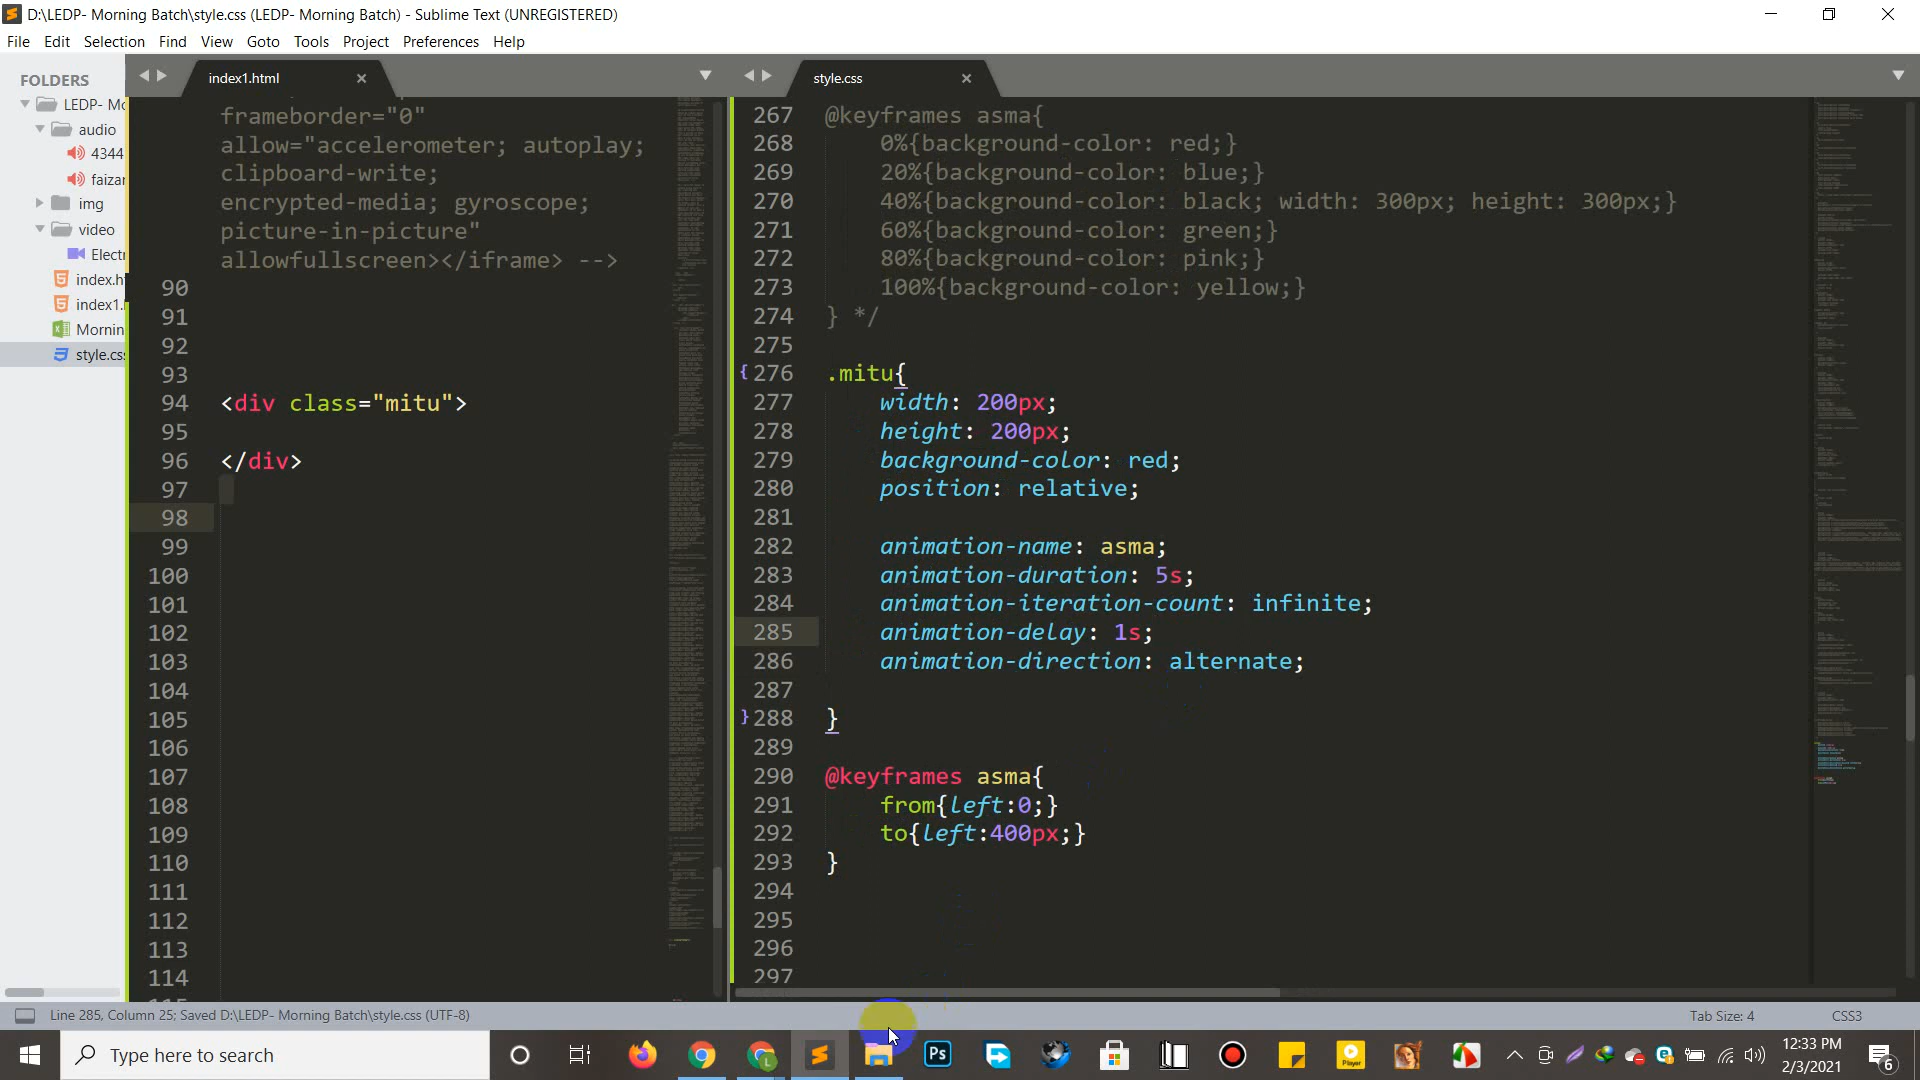 D:\LEDP- Morning Batch\style.css (LEDP- Morning Batch) - Sublime Text (UNREGISTERED)
File Edit Selection Find View Goto Tools Project Preferences Help
FOLDERS
LEDP- Mo
audio
4344
faizar
img
video
Electr
index.h
index1.
Mornin
style.css
index1.html
frameborder="0"
allow="accelerometer; autoplay;
clipboard-write;
encrypted-media; gyroscope;
picture-in-picture"
allowfullscreen></iframe> -->
90
91
92
93
94 <div class="mitu">
95
96 </div>
97
98
99
100
101
102
103
104
105
106
107
108
109
110
111
112
113
114
style.css
267 @keyframes asma{
268 0%{background-color: red;}
269 20%{background-color: blue;}
270 40%{background-color: black; width: 300px; height: 300px;}
271 60%{background-color: green;}
272 80%{background-color: pink;}
273 100%{background-color: yellow;}
274 } */
275
276 .mitu{
277 width: 200px;
278 height: 200px;
279 background-color: red;
280 position: relative;
281
282 animation-name: asma;
283 animation-duration: 5s;
284 animation-iteration-count: infinite;
285 animation-delay: 1s;
286 animation-direction: alternate;
287
288 }
289
290 @keyframes asma{
291 from{left:0;}
292 to{left:400px;}
293 }
294
295
296
297
Line 285, Column 25; Saved D:\LEDP- Morning Batch\style.css (UTF-8)
Tab Size: 4 CSS3
Type here to search
Ps
Player
12:33 PM
2/3/2021
6